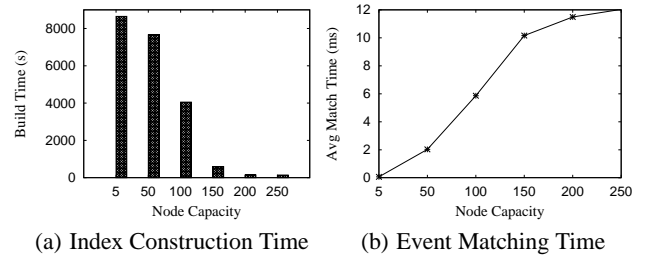 8000
6000
4000
2000
0
Build Time (s)
5 50 100 150 200 250
Node Capacity
(a) Index Construction Time
12
10
8
6
4
2
0
Avg Match Time (ms)
5 50 100 150 200 250
Node Capacity
(b) Event Matching Time